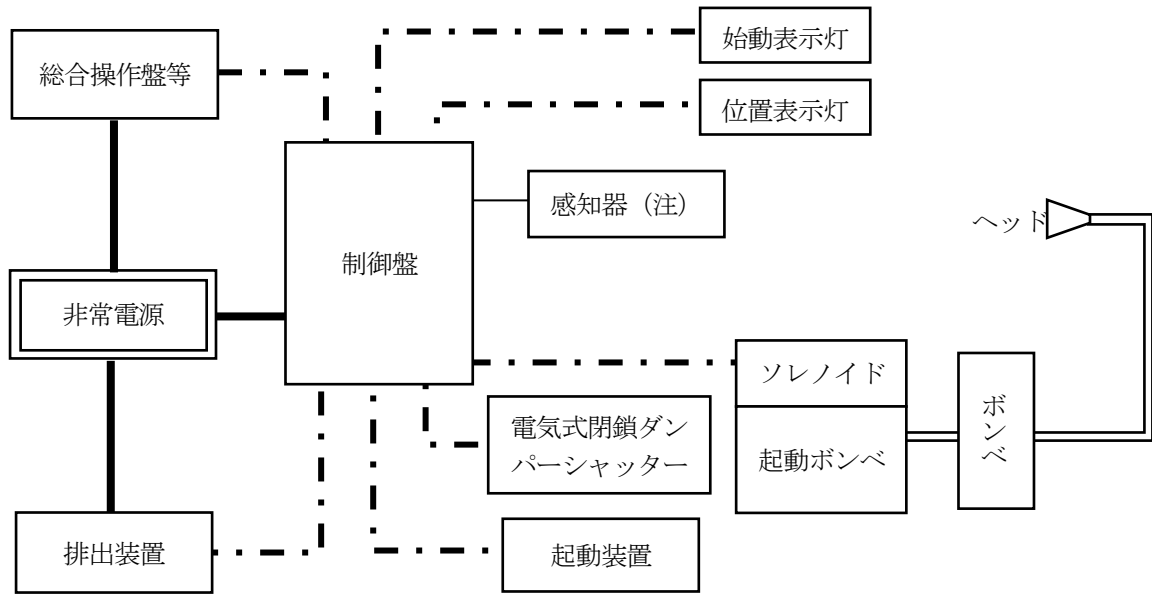 始動表示灯
総合操作盤等
位置表示灯
感知器（注）
ヘッド
制御盤
非常電源
ソレノイド
ボンベ
電気式閉鎖ダン
パーシャッター
起動ボンベ
排出装置
起動装置